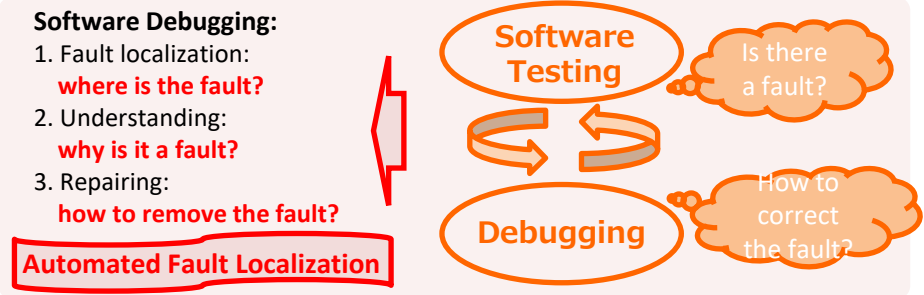 Software Debugging:
1. Fault localization:
where is the fault?
2. Understanding:
why is it a fault?
3. Repairing:
how to remove the fault?
Automated Fault Localization
Software
Testing
Is there
a fault?
Debugging
How to
correct
the fault?